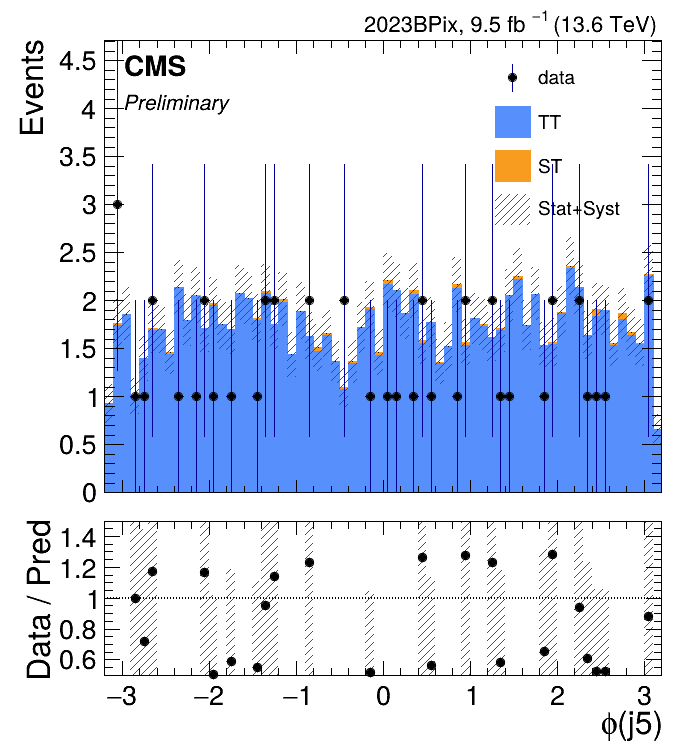 2023BPix, 9.5 fb⁻¹ (13.6 TeV)
Events
4.5
4
3.5
3
2.5
2
1.5
1
0.5
0
CMS
Preliminary
data
TT
ST
Stat+Syst
Data / Pred
1.4
1.2
1
0.8
0.6
−3 −2 −1 0 1 2 3
ϕ(j5)